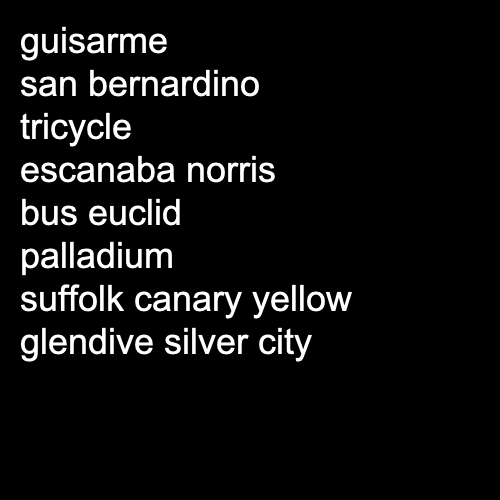 guisarme
san bernardino
tricycle
escanaba norris
bus euclid
palladium
suffolk canary yellow
glendive silver city